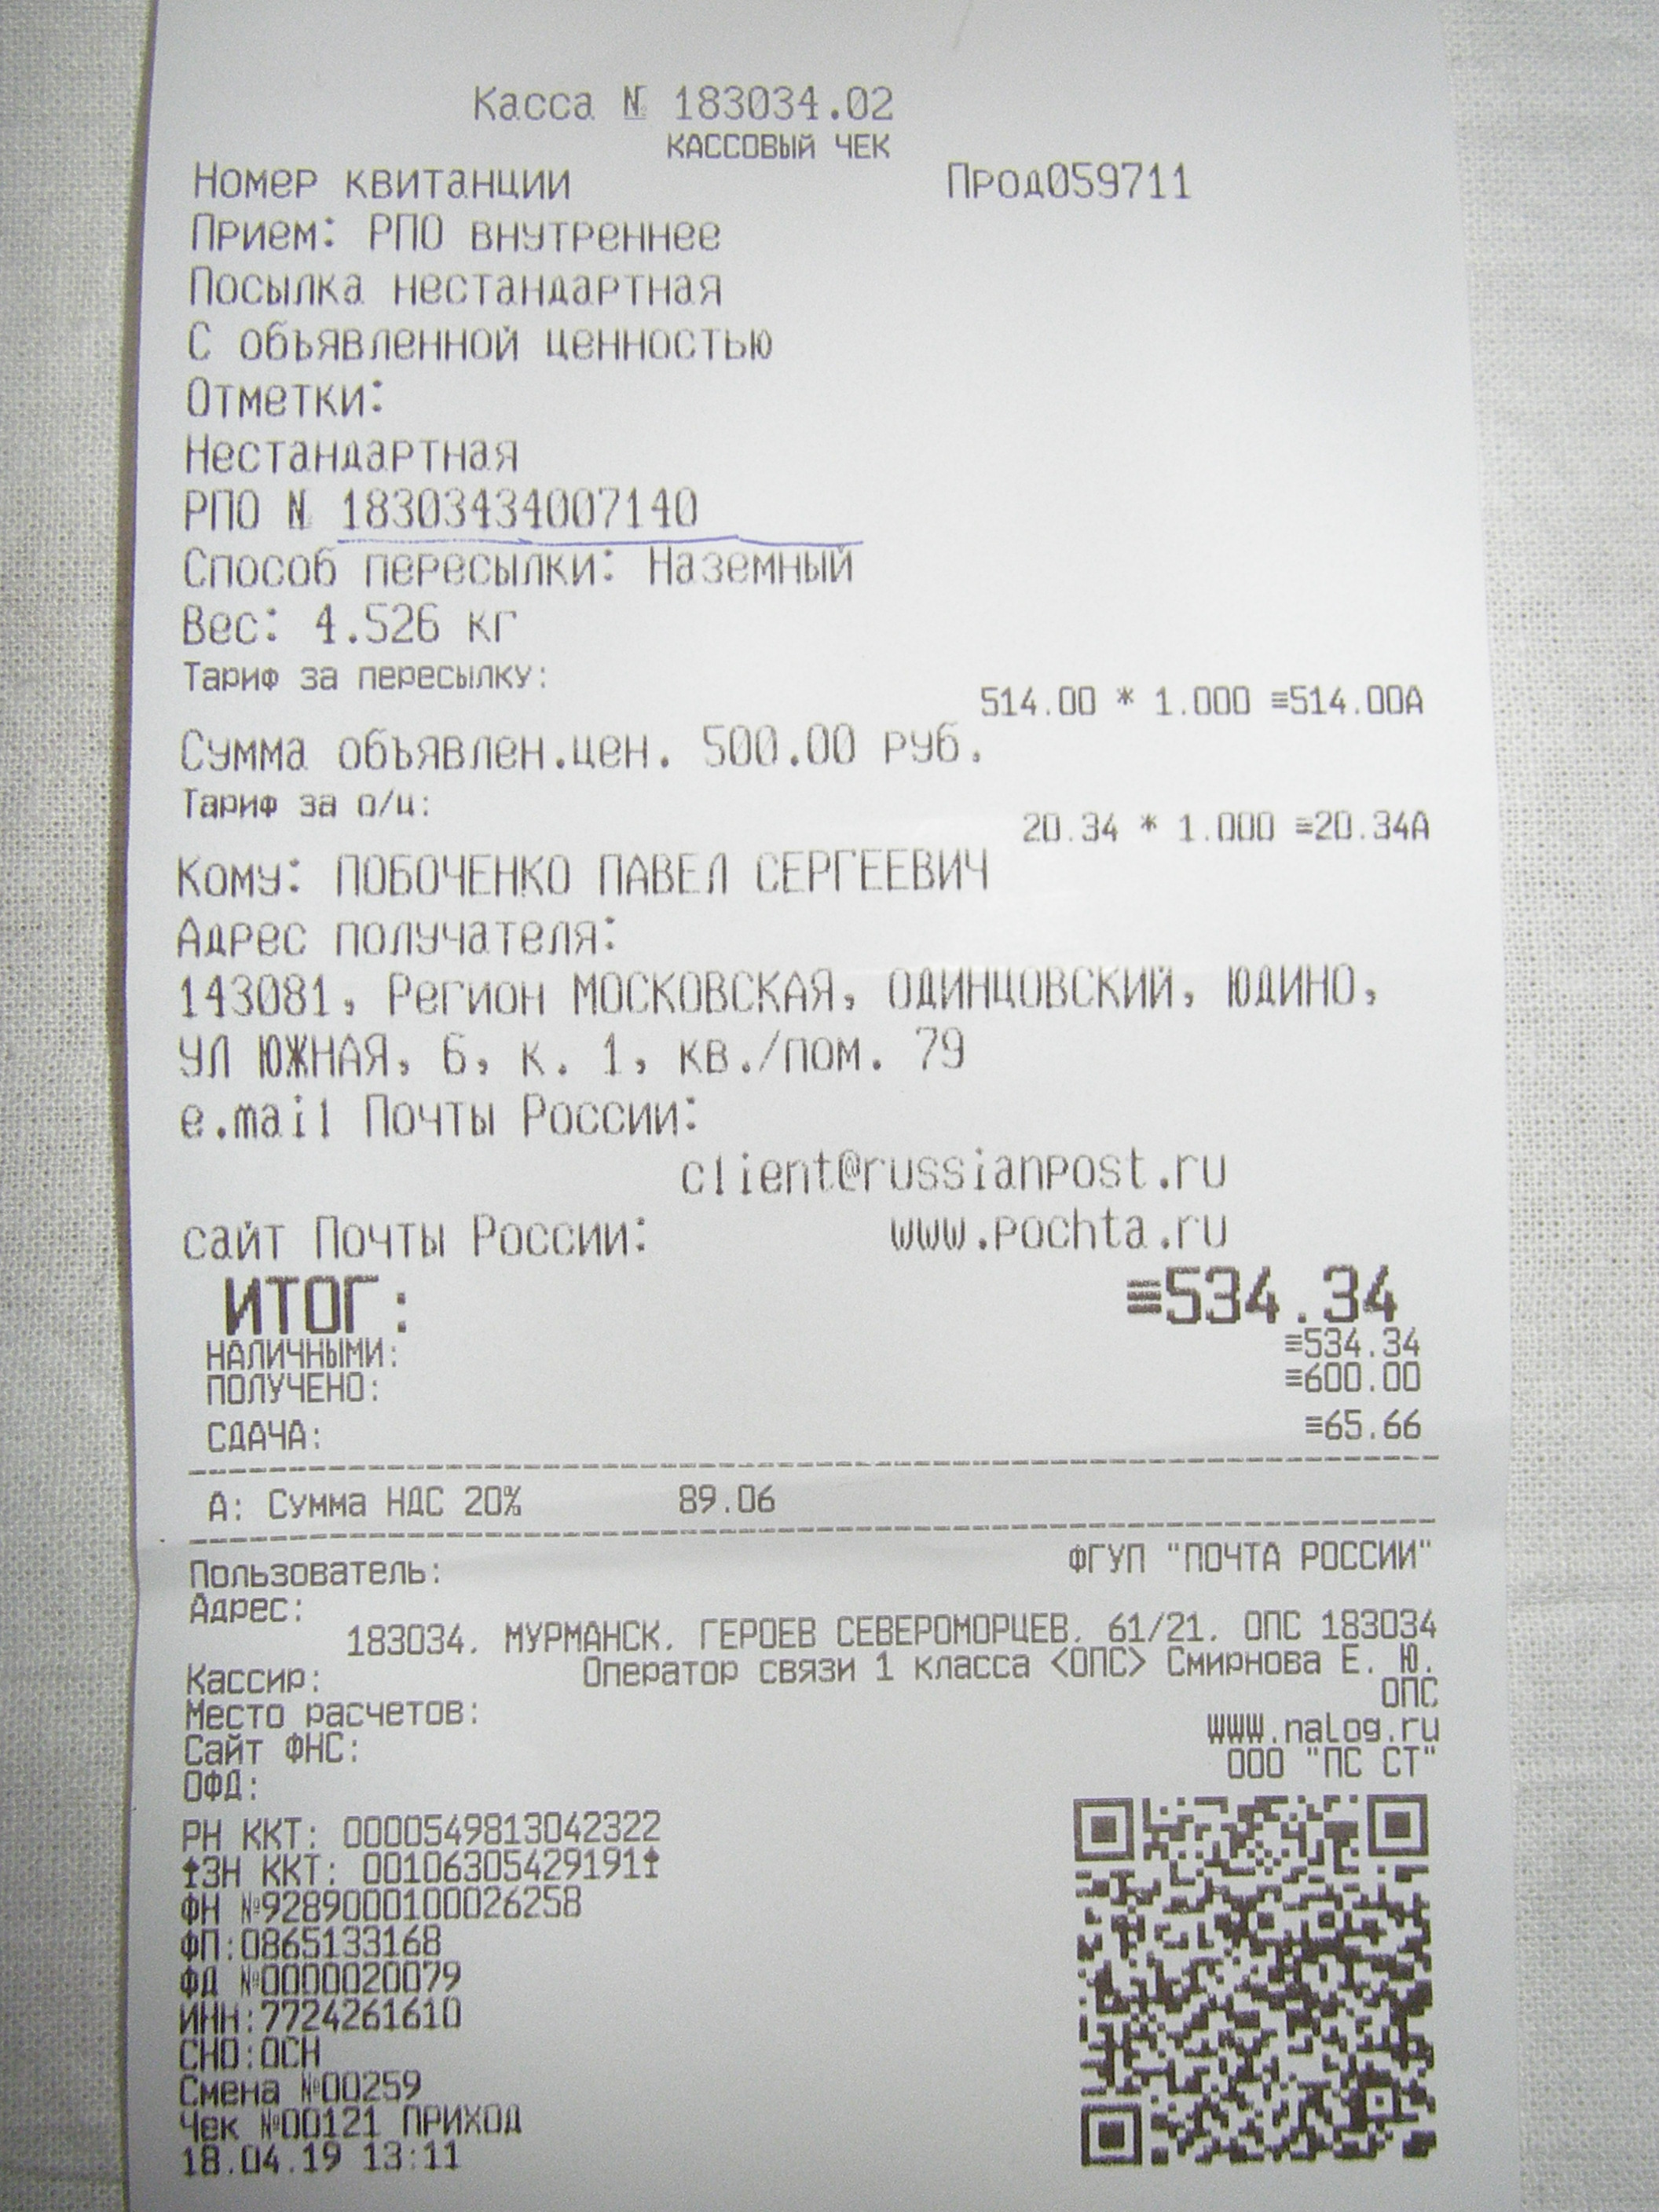 Касса № 183034.02
КАССОВЫЙ ЧЕК
Номер квитанции Прод059711
Прием: РПО внутреннее
Посылка нестандартная
С объявленной ценностью
Отметки:
Нестандартная
РПО № 18303434007140
Способ пересылки: Наземный
Вес: 4.526 кг
Тариф за пересылку:
514.00 * 1.000 ≡514.00А
Сумма объявлен.цен. 500.00 руб.
Тариф за о/ц:
20.34 * 1.000 ≡20.34А
Кому: ПОБОЧЕНКО ПАВЕЛ СЕРГЕЕВИЧ
Адрес получателя:
143081, Регион МОСКОВСКАЯ, ОДИНЦОВСКИЙ, ЮДИНО,
УЛ ЮЖНАЯ, 6, к. 1, кв./пом. 79
e.mail Почты России:
client@russianpost.ru
сайт Почты России: www.pochta.ru
ИТОГ: ≡534.34
НАЛИЧНЫМИ: ≡534.34
ПОЛУЧЕНО: ≡600.00
СДАЧА: ≡65.66
А: Сумма НДС 20% 89.06
Пользователь: ФГУП "ПОЧТА РОССИИ"
Адрес:
183034, МУРМАНСК, ГЕРОЕВ СЕВЕРОМОРЦЕВ, 61/21, ОПС 183034
Кассир: Оператор связи 1 класса <ОПС> Смирнова Е. Ю.
Место расчетов: ОПС
Сайт ФНС: www.nalog.ru
ОФД: ООО "ПС СТ"
РН ККТ: 0000549813042322
ЗН ККТ: 00106305429191
ФН №9289000100026258
ФП:0865133168
ФД №0000020079
ИНН:7724261610
СНО:ОСН
Смена №00259
Чек №00121 ПРИХОД
18.04.19 13:11